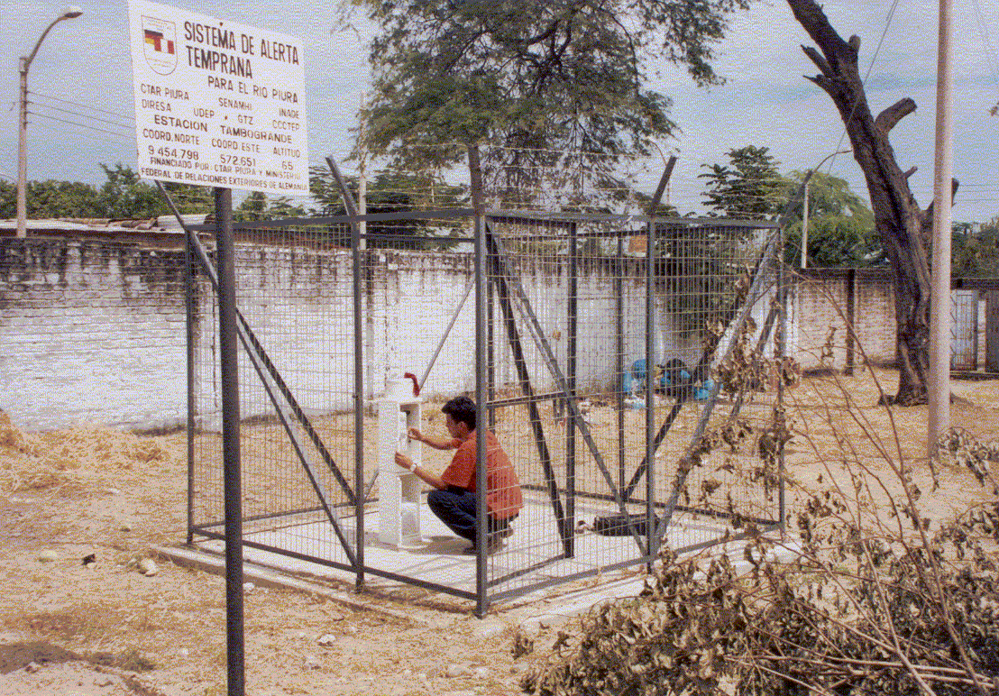 SISTEMA DE ALERTA
TEMPRANA
PARA EL RIO PIURA
CTAR PIURA SENAMHI INADE
DIRESA UDEP GTZ CCCTEP
ESTACION TAMBOGRANDE
COORD.NORTE COORD ESTE ALTITUD
9 454.798 572.651 65
FINANCIADO POR: CTAR PIURA Y MINISTERIO
FEDERAL DE RELACIONES EXTERIORES DE ALEMANIA